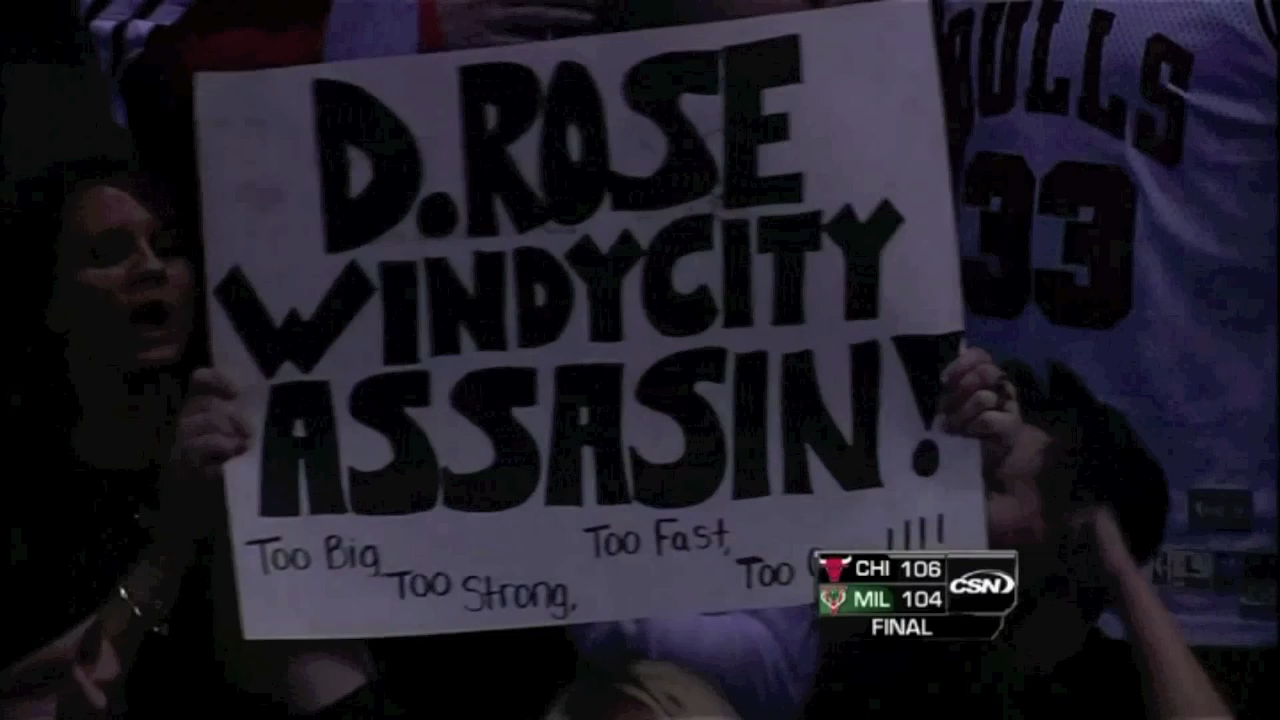 D.ROSE
WINDYCITY
ASSASIN!
Too Big,
Too Strong,
Too Fast,
Too
!!!!
BULLS
33
CHI 106
MIL 104
FINAL
CSN